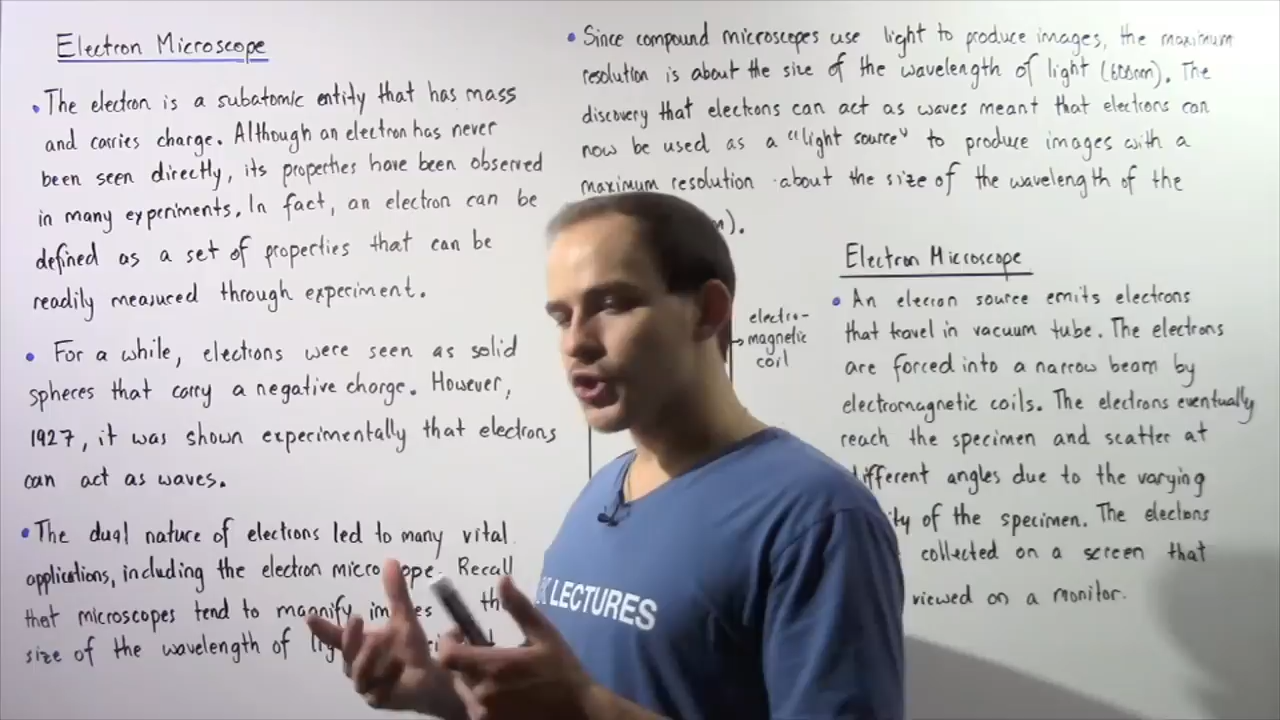 Electron Microscope
• The electron is a subatomic entity that has mass
and carries charge. Although an electron has never
been seen directly, its properties have been observed
in many experiments. In fact, an electron can be
defined as a set of properties that can be
readily measured through experiment.
• For a while, electrons were seen as solid
spheres that carry a negative charge. However,
1927, it was shown experimentally that electrons
can act as waves.
• The dual nature of electrons led to many vital
applications, including the electron microscope. Recall
that microscopes tend to magnify
size of the wavelength of
• Since compound microscopes use light to produce images, the maximum
resolution is about the size of the wavelength of light (600nm). The
discovery that electrons can act as waves meant that electrons can
now be used as a "light source" to produce images with a
maximum resolution about the size of the wavelength of the
m).
electro-
magnetic
coil
Electron Microscope
• An elecron source emits electrons
that travel in vacuum tube. The electrons
are forced into a narrow beam by
electromagnetic coils. The electrons eventually
reach the specimen and scatter at
different angles due to the varying
of the specimen. The electons
collected on a screen that
viewed on a monitor.
LECTURES